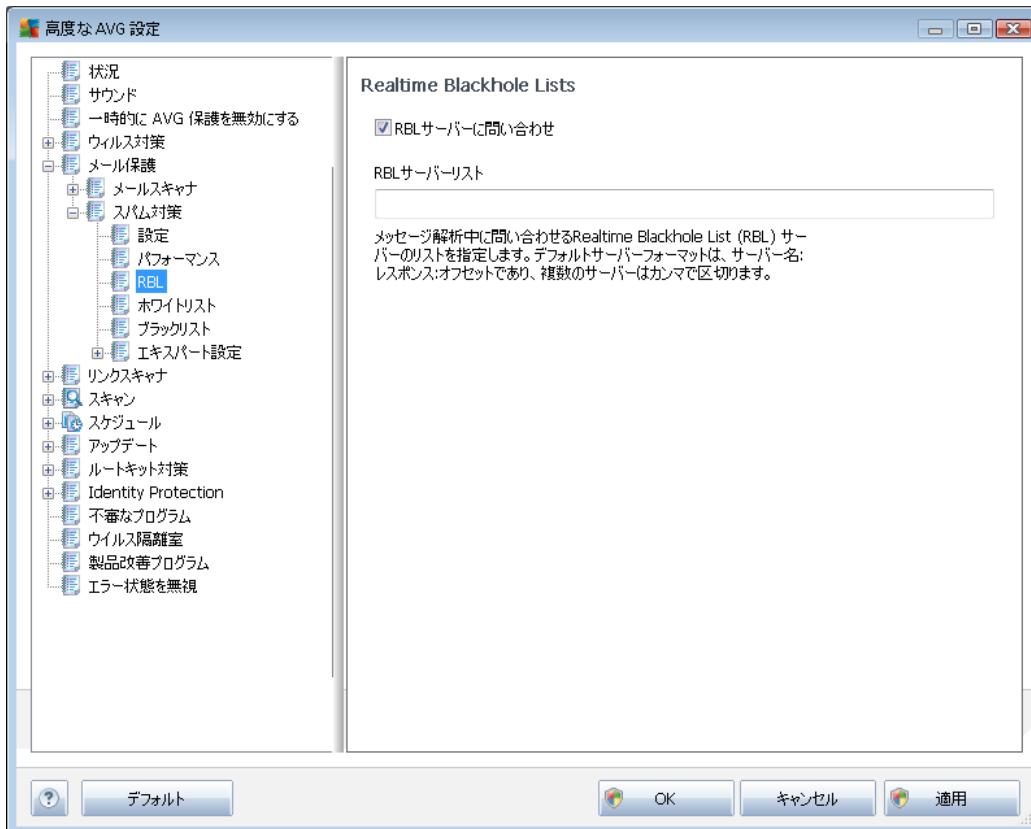 高度な AVG 設定
状況
サウンド
一時的に AVG 保護を無効にする
ウィルス対策
メール保護
メールスキャナ
スパム対策
設定
パフォーマンス
RBL
ホワイトリスト
ブラックリスト
エキスパート設定
リンクスキャナ
スキャン
スケジュール
アップデート
ルートキット対策
Identity Protection
不審なプログラム
ウイルス隔離室
製品改善プログラム
エラー状態を無視
Realtime Blackhole Lists
RBLサーバーに問い合わせ
RBLサーバーリスト
メッセージ解析中に問い合わせるRealtime Blackhole List (RBL) サー
バーのリストを指定します。デフォルトサーバーフォーマットは、サーバー名:
レスポンス:オフセットであり、複数のサーバーはカンマで区切ります。
? デフォルト OK キャンセル 適用